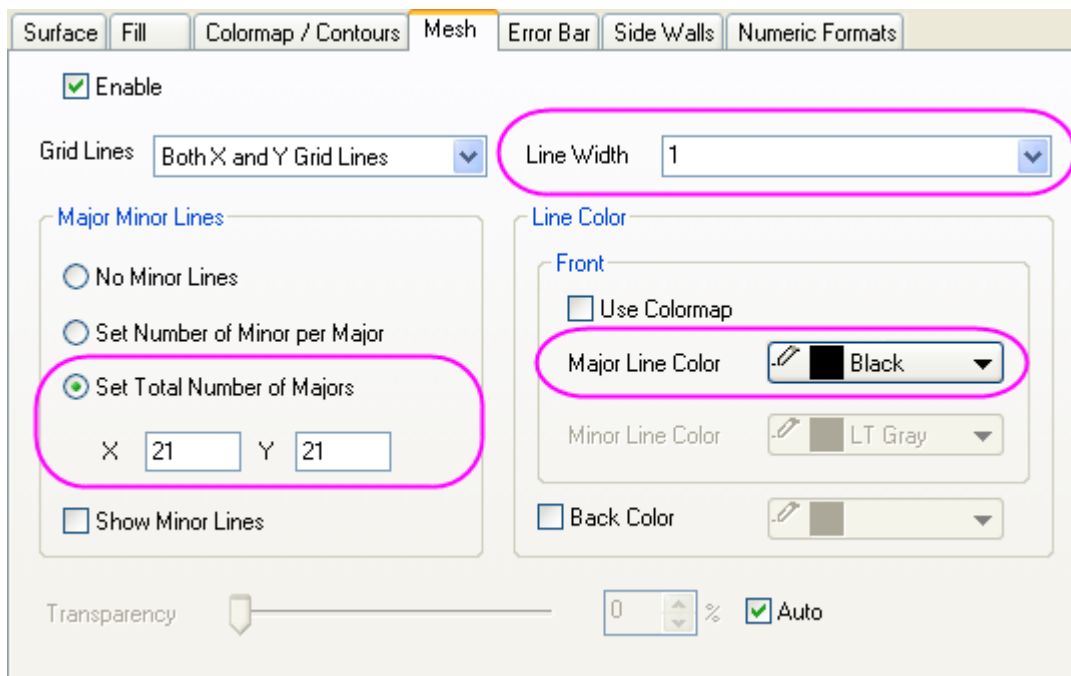 Surface Fill Colormap / Contours Mesh Error Bar Side Walls Numeric Formats
Enable
Grid Lines Both X and Y Grid Lines Line Width 1
Major Minor Lines
No Minor Lines
Set Number of Minor per Major
Set Total Number of Majors
X 21 Y 21
Show Minor Lines
Line Color
Front
Use Colormap
Major Line Color Black
Minor Line Color LT Gray
Back Color
Transparency 0 % Auto